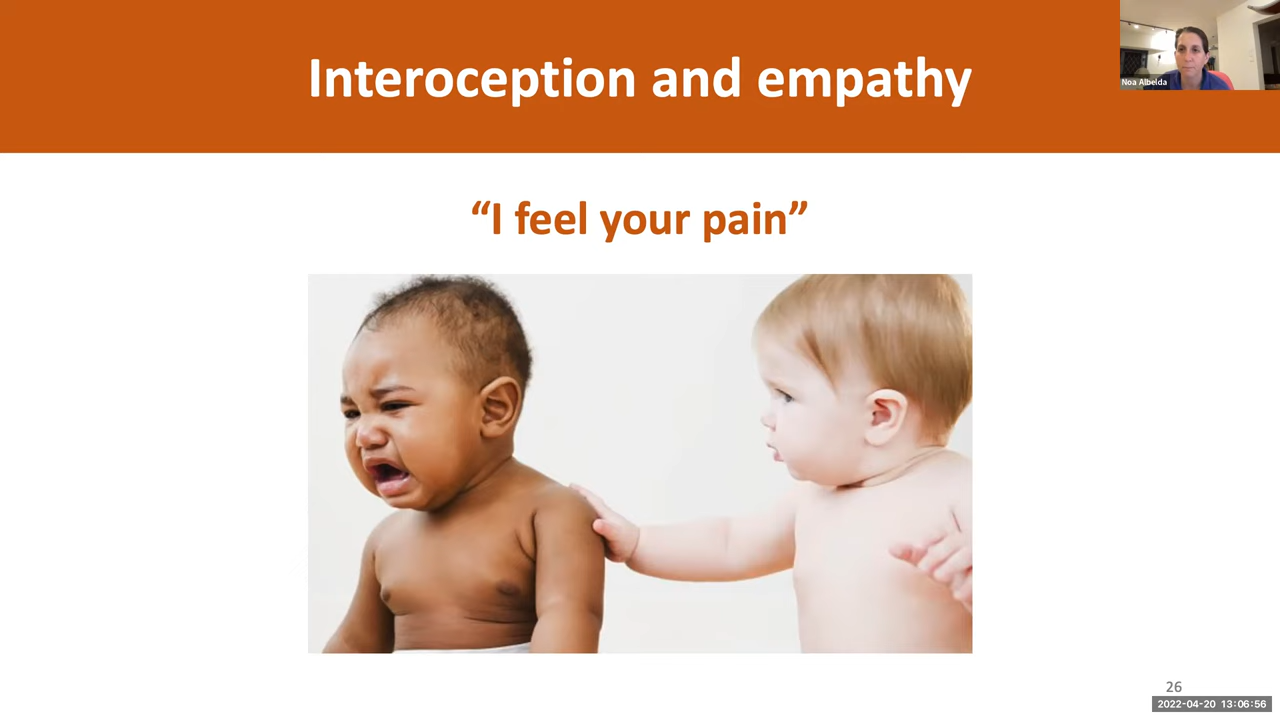 Interoception and empathy
Noa Albelda
“I feel your pain”
26
2022-04-20 13:06:56